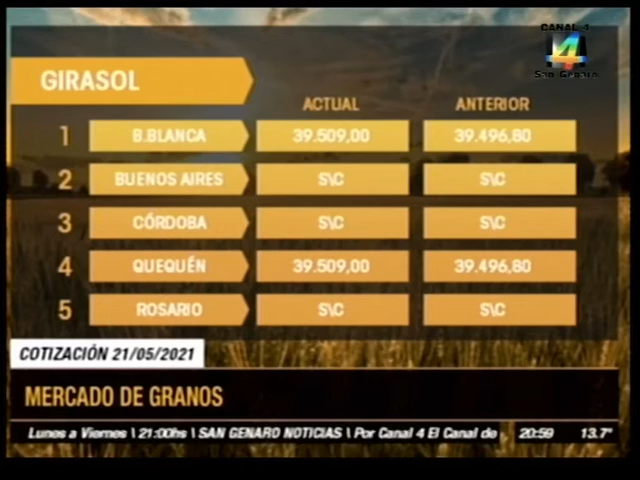 CANAL 4
4
San Genaro
GIRASOL
ACTUAL ANTERIOR
1 B.BLANCA 39.509,00 39.496,80
2 BUENOS AIRES S\C S\C
3 CÓRDOBA S\C S\C
4 QUEQUÉN 39.509,00 39.496,80
5 ROSARIO S\C S\C
COTIZACIÓN 21/05/2021
MERCADO DE GRANOS
Lunes a Viernes \ 21:00hs \ SAN GENARO NOTICIAS \ Por Canal 4 El Canal de 20:59 13.7°